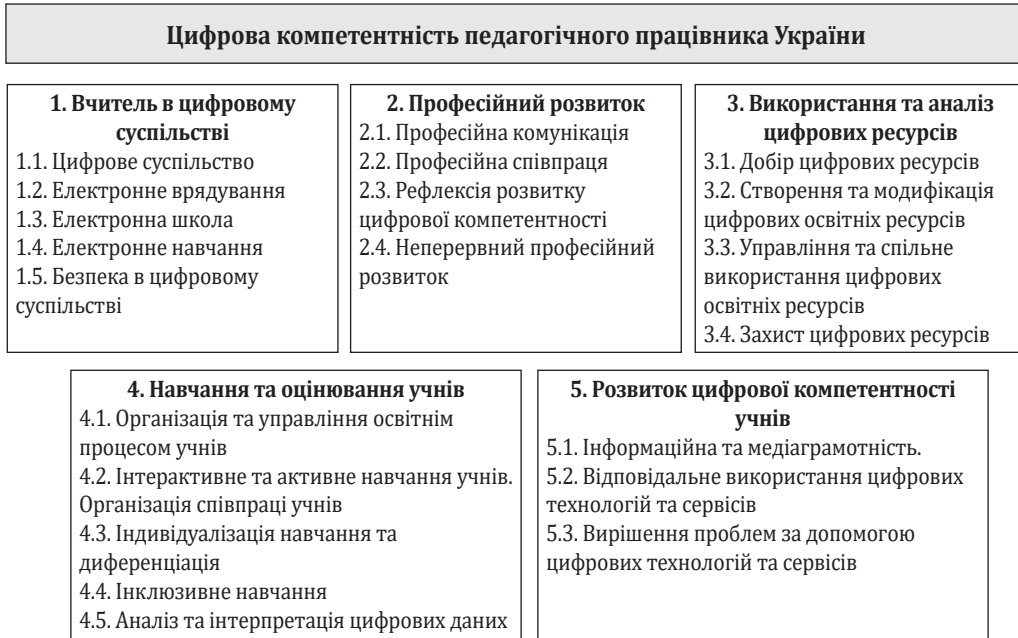 Цифрова компетентність педагогічного працівника України
1. Вчитель в цифровому
суспільстві
1.1. Цифрове суспільство
1.2. Електронне врядування
1.3. Електронна школа
1.4. Електронне навчання
1.5. Безпека в цифровому
суспільстві
2. Професійний розвиток
2.1. Професійна комунікація
2.2. Професійна співпраця
2.3. Рефлексія розвитку
цифрової компетентності
2.4. Неперервний професійний
розвиток
3. Використання та аналіз
цифрових ресурсів
3.1. Добір цифрових ресурсів
3.2. Створення та модифікація
цифрових освітніх ресурсів
3.3. Управління та спільне
використання цифрових
освітніх ресурсів
3.4. Захист цифрових ресурсів
4. Навчання та оцінювання учнів
4.1. Організація та управління освітнім
процесом учнів
4.2. Інтерактивне та активне навчання учнів.
Організація співпраці учнів
4.3. Індивідуалізація навчання та
диференціація
4.4. Інклюзивне навчання
4.5. Аналіз та інтерпретація цифрових даних
5. Розвиток цифрової компетентності
учнів
5.1. Інформаційна та медіаграмотність.
5.2. Відповідальне використання цифрових
технологій та сервісів
5.3. Вирішення проблем за допомогою
цифрових технологій та сервісів